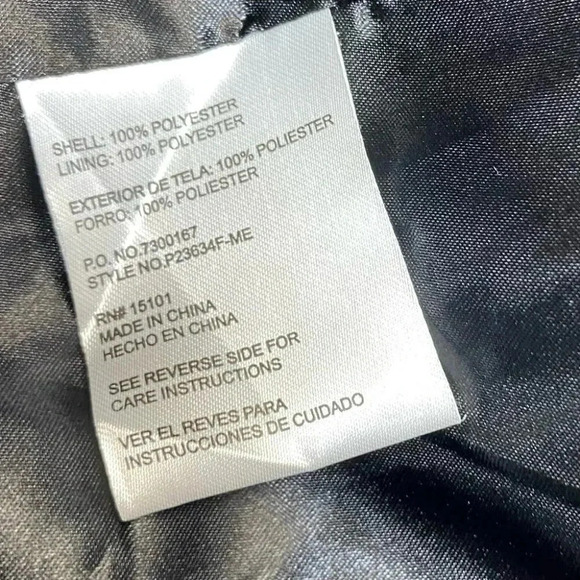 SHELL: 100% POLYESTER
LINING: 100% POLYESTER
EXTERIOR DE TELA: 100% POLIESTER
FORRO: 100% POLIESTER
P.O. NO.7300167
STYLE NO.P23634F-ME
RN# 15101
MADE IN CHINA
HECHO EN CHINA
SEE REVERSE SIDE FOR
CARE INSTRUCTIONS
VER EL REVES PARA
INSTRUCCIONES DE CUIDADO